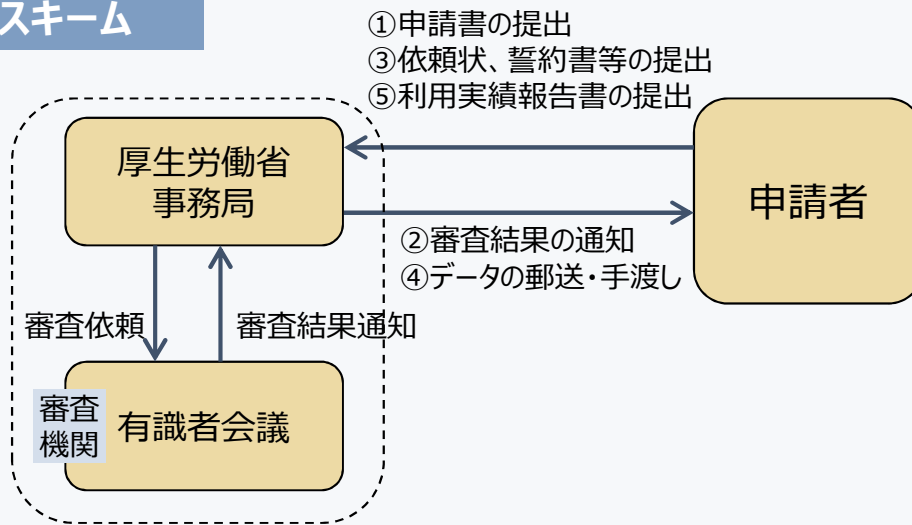 スキーム
①申請書の提出
③依頼状、誓約書等の提出
⑤利用実績報告書の提出
厚生労働省
事務局
申請者
②審査結果の通知
④データの郵送・手渡し
審査依頼
審査結果通知
審査
機関
有識者会議